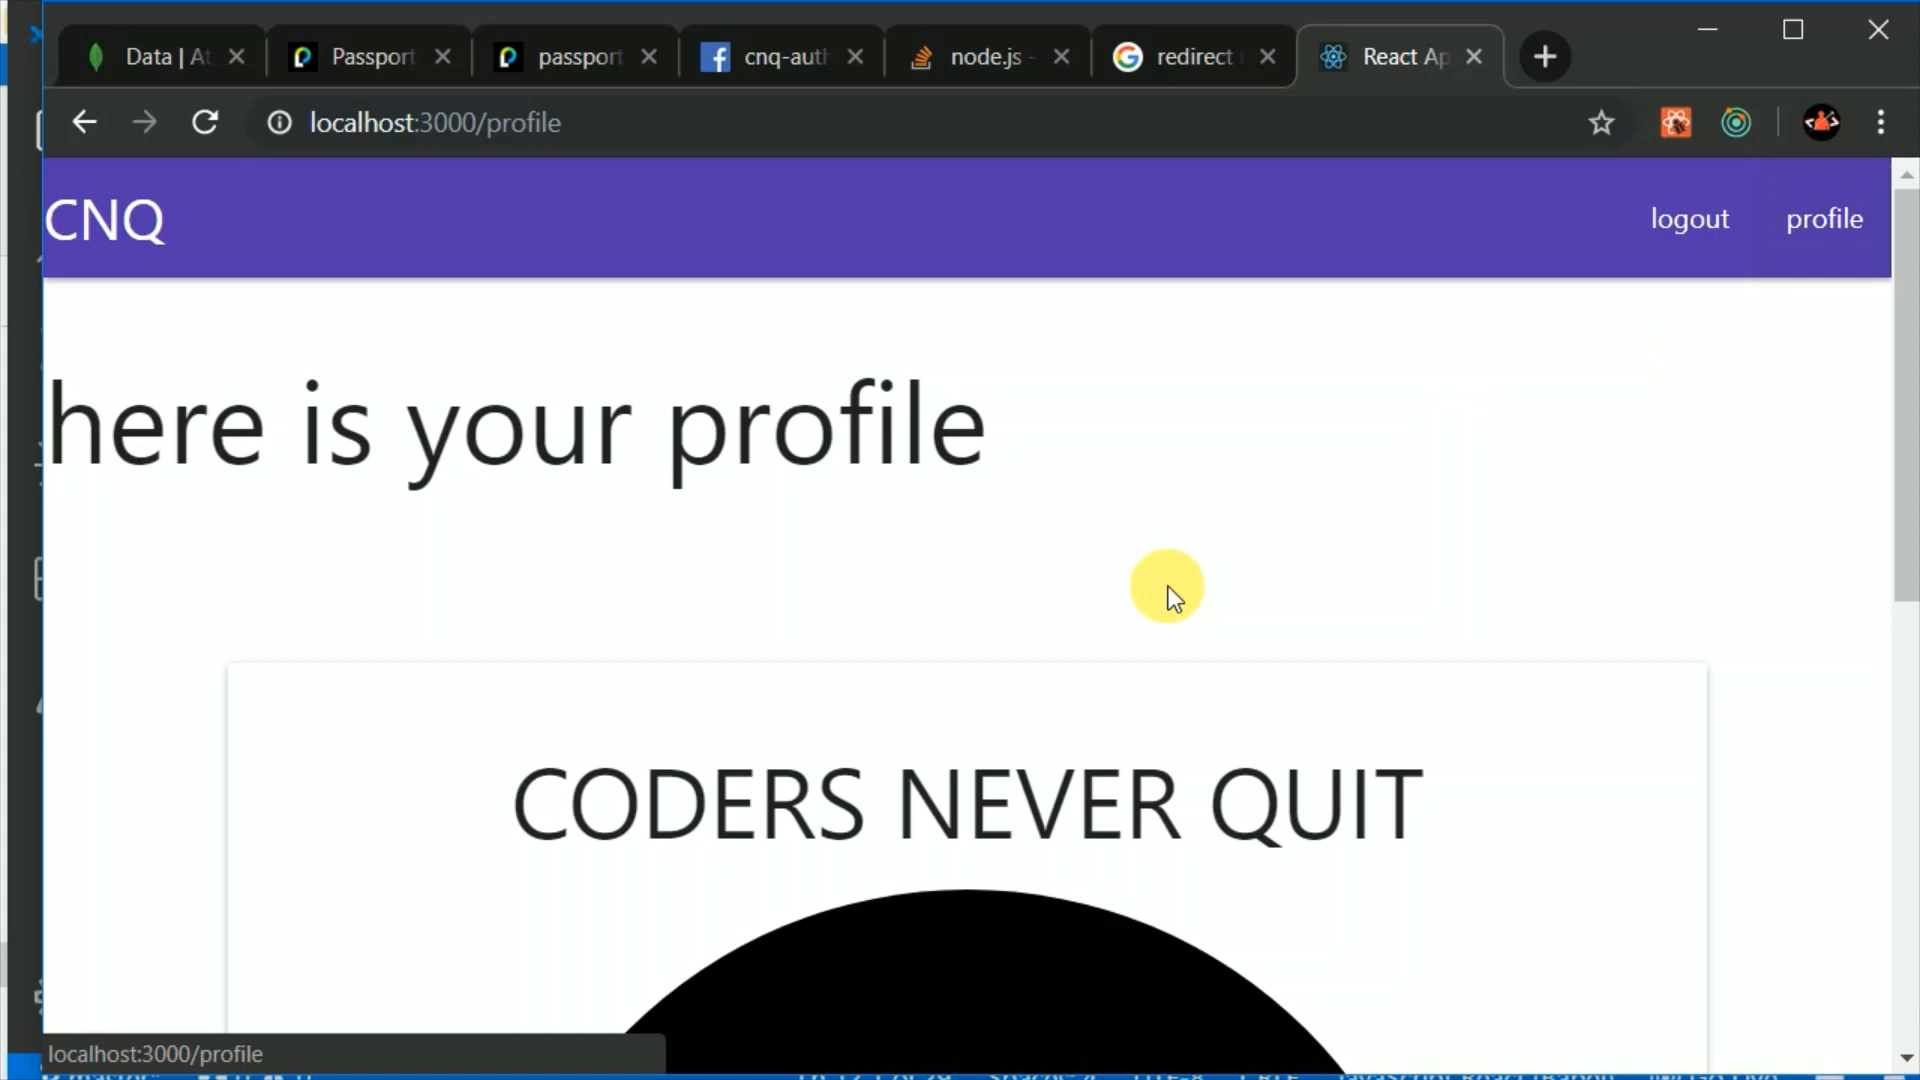 Data | At
Passport
passport
cnq-auth
node.js -
redirect
React Ap
localhost:3000/profile
CNQ
logout
profile
here is your profile
CODERS NEVER QUIT
localhost:3000/profile